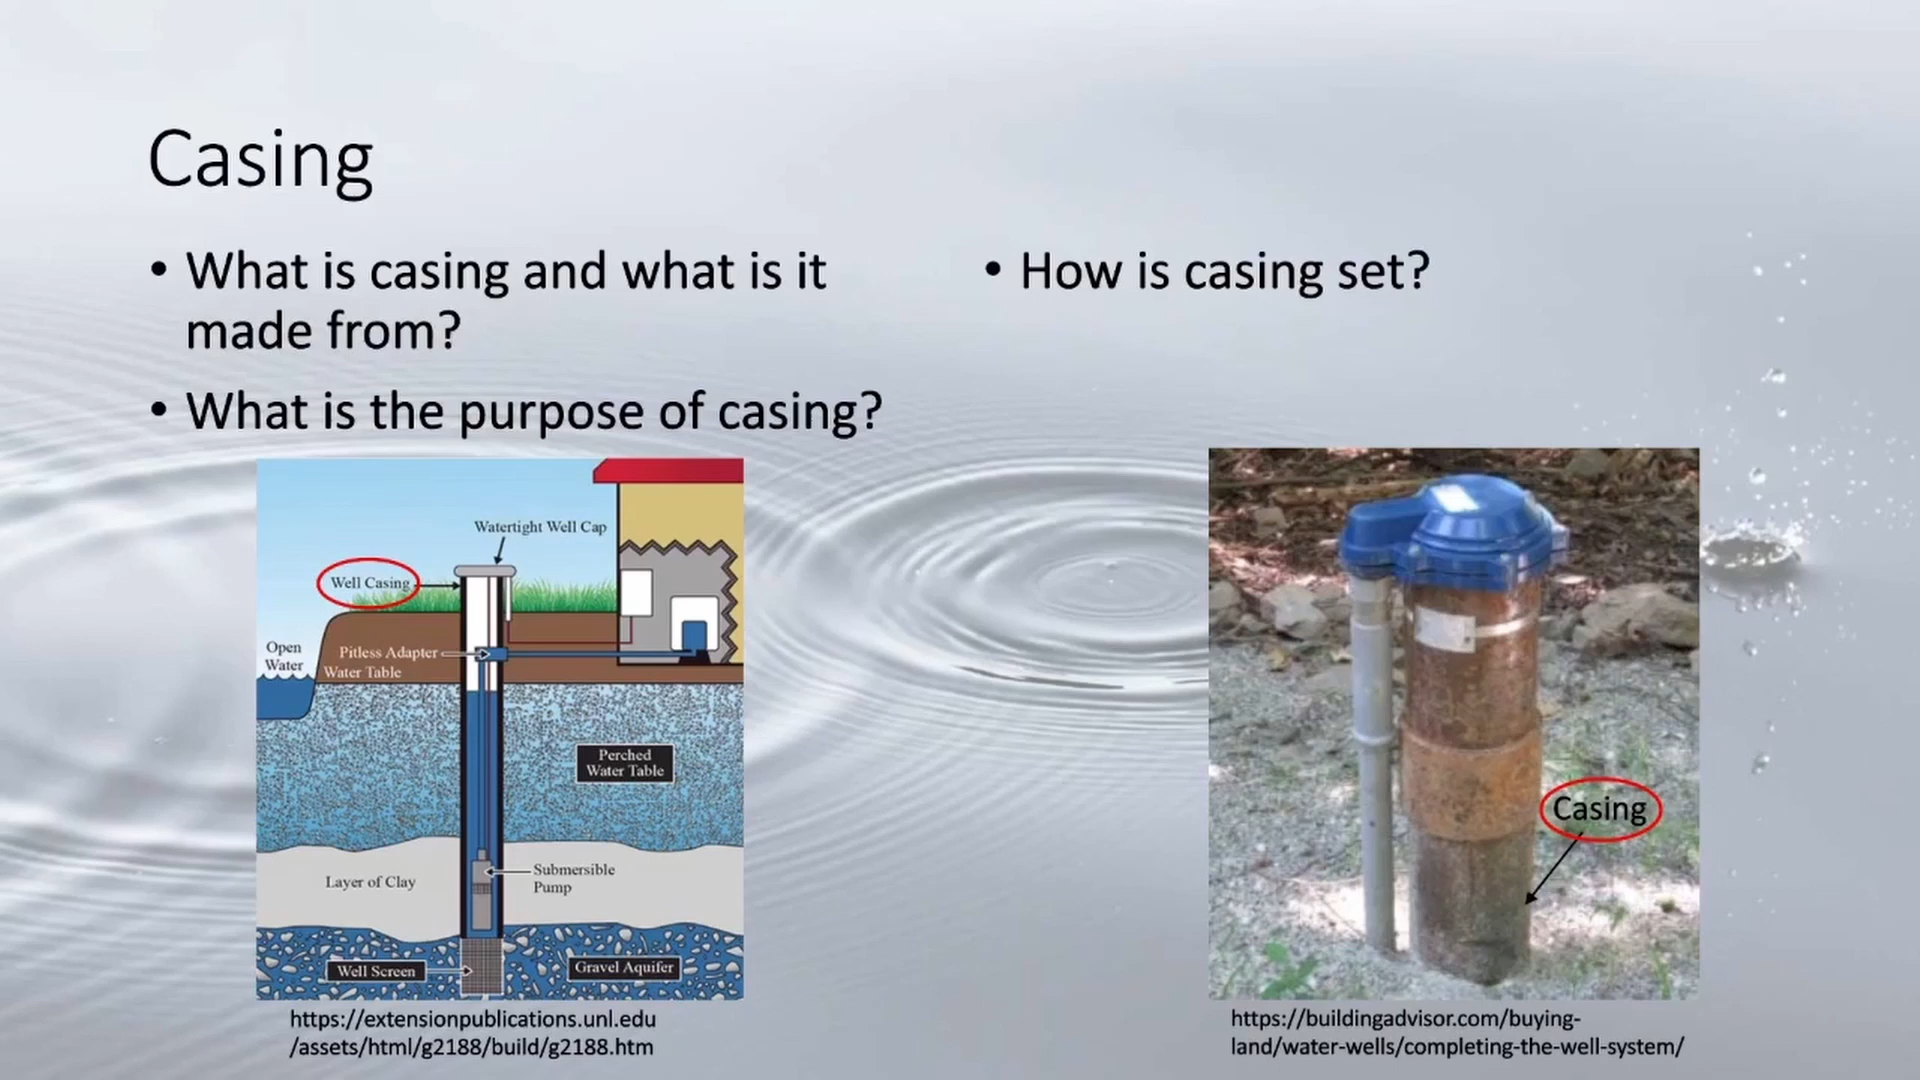 Casing
• What is casing and what is it
made from?
• What is the purpose of casing?
• How is casing set?
Watertight Well Cap
Well Casing
Open
Water
Pitless Adapter
Water Table
Perched
Water Table
Layer of Clay
Submersible
Pump
Well Screen
Gravel Aquifer
https://extensionpublications.unl.edu
/assets/html/g2188/build/g2188.htm
Casing
https://buildingadvisor.com/buying-
land/water-wells/completing-the-well-system/